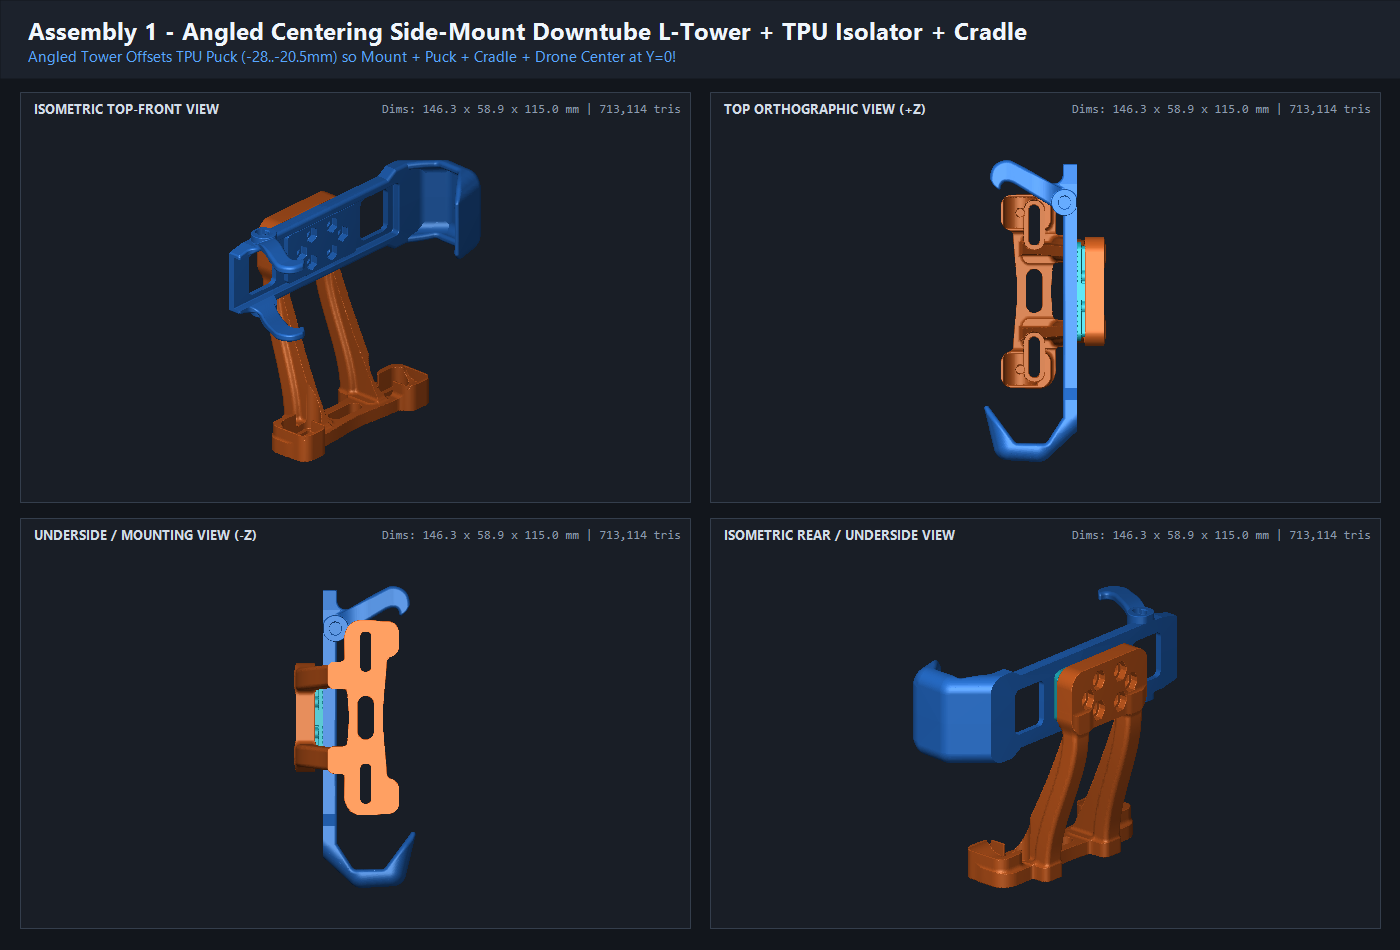 Assembly 1 - Angled Centering Side-Mount Downtube L-Tower + TPU Isolator + Cradle
Angled Tower Offsets TPU Puck (-28..-20.5mm) so Mount + Puck + Cradle + Drone Center at Y=0!
ISOMETRIC TOP-FRONT VIEW
Dims: 146.3 x 58.9 x 115.0 mm | 713,114 tris
TOP ORTHOGRAPHIC VIEW (+Z)
Dims: 146.3 x 58.9 x 115.0 mm | 713,114 tris
UNDERSIDE / MOUNTING VIEW (-Z)
Dims: 146.3 x 58.9 x 115.0 mm | 713,114 tris
ISOMETRIC REAR / UNDERSIDE VIEW
Dims: 146.3 x 58.9 x 115.0 mm | 713,114 tris